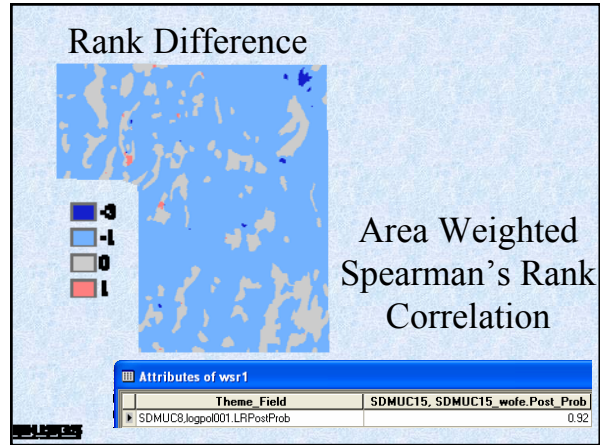 Rank Difference
-3
-1
0
1
Area Weighted
Spearman's Rank
Correlation
Attributes of wsr1
Theme_Field SDMUC15, SDMUC15_wofe.Post_Prob
SDMUC8,logpol001.LRPostProb 0.92